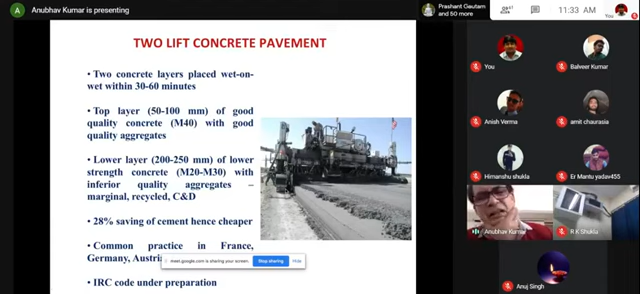 Anubhav Kumar is presenting
Prashant Gautam
and 50 more
11:33 AM
You
TWO LIFT CONCRETE PAVEMENT
Two concrete layers placed wet-on-
wet within 30-60 minutes
Top layer (50-100 mm) of good
quality concrete (M40) with good
quality aggregates
Lower layer (200-250 mm) of lower
strength concrete (M20-M30) with
inferior quality aggregates –
marginal, recycled, C&D
28% saving of cement hence cheaper
Common practice in France,
Germany, Austri
meet.google.com is sharing your screen.
Stop sharing
Hide
IRC code under preparation
You
Balveer Kumar
Anish Verma
amit chaurasia
Himanshu shukla
Er Mantu yadav455
Anubhav Kumar
R K Shukla
Anuj Singh